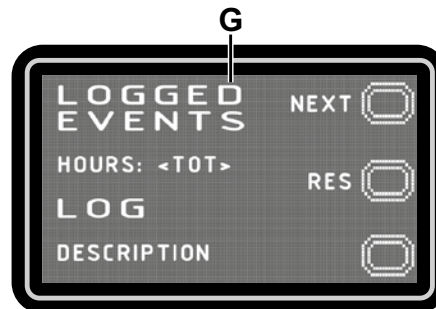 G
LOGGED
EVENTS
NEXT
HOURS: <TOT>
RES
LOG
DESCRIPTION